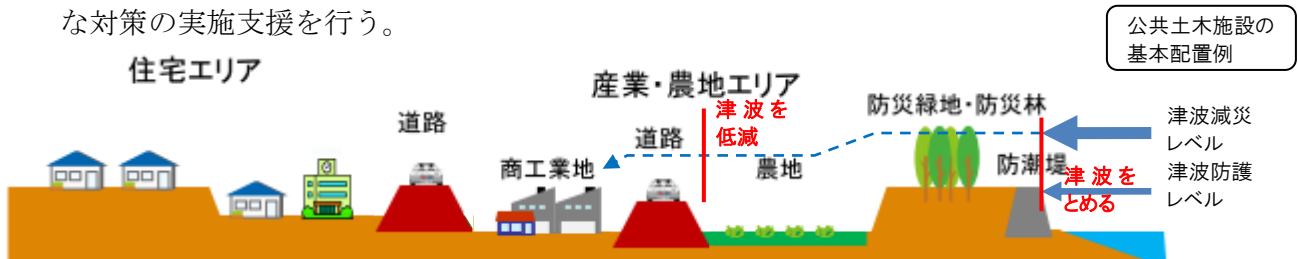 な対策の実施支援を行う。
公共土木施設の
基本配置例
住宅エリア
産業・農地エリア
防災緑地・防災林
津波減災
レベル
津波を
低減
道路
道路
商工業地
農地
防潮堤
津波防護
レベル
津波を
とめる